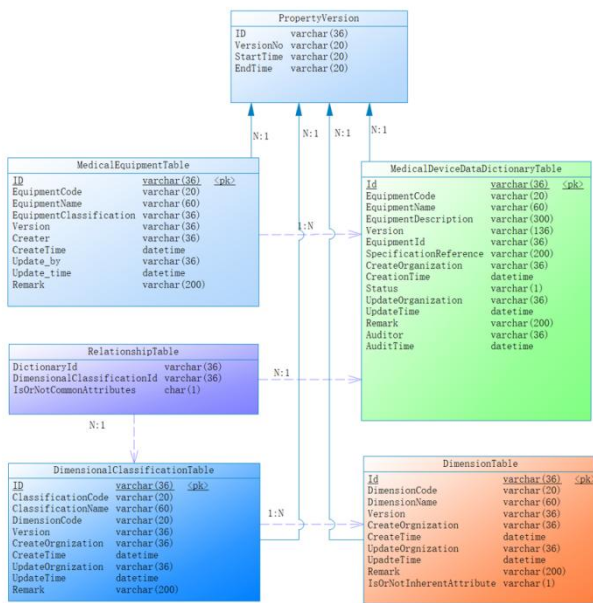 PropertyVersion
ID varchar(36)
VersionNo varchar(20)
StartTime varchar(20)
EndTime varchar(20)
N:1 N:1 N:1 N:1
MedicalEquipmentTable
ID varchar(36) <pk>
EquipmentCode varchar(20)
EquipmentName varchar(60)
EquipmentClassification varchar(36)
Version varchar(36)
Creater varchar(36)
CreateTime datetime
Update_by varchar(36)
Update_time datetime
Remark varchar(200)
1:N
MedicalDeviceDataDictionaryTable
Id varchar(36) <pk>
EquipmentCode varchar(20)
EquipmentName varchar(60)
EquipmentDescription varchar(300)
Version varchar(136)
EquipmentId varchar(36)
SpecificationReference varchar(200)
CreateOrganization varchar(36)
CreationTime datetime
Status varchar(1)
UpdateOrganization varchar(36)
UpdateTime datetime
Remark varchar(200)
Auditor varchar(36)
AuditTime datetime
RelationshipTable
DictionaryId varchar(36)
DimensionalClassificationId varchar(36)
IsOrNotCommonAttributes char(1)
N:1
N:1
DimensionalClassificationTable
ID varchar(36) <pk>
ClassificationCode varchar(20)
ClassificationName varchar(60)
DimensionCode varchar(20)
Version varchar(36)
CreateOrgnization varchar(36)
CreateTime datetime
UpdateOrgnization varchar(36)
UpdateTime datetime
Remark varchar(200)
1:N
DimensionTable
Id varchar(36) <pk>
DimensionCode varchar(20)
DimensionName varchar(60)
Version varchar(36)
CreateOrgnization varchar(36)
CreateTime datetime
UpdateOrgnization varchar(36)
UpadteTime datetime
Remark varchar(200)
IsOrNotInherentAttribute varchar(1)